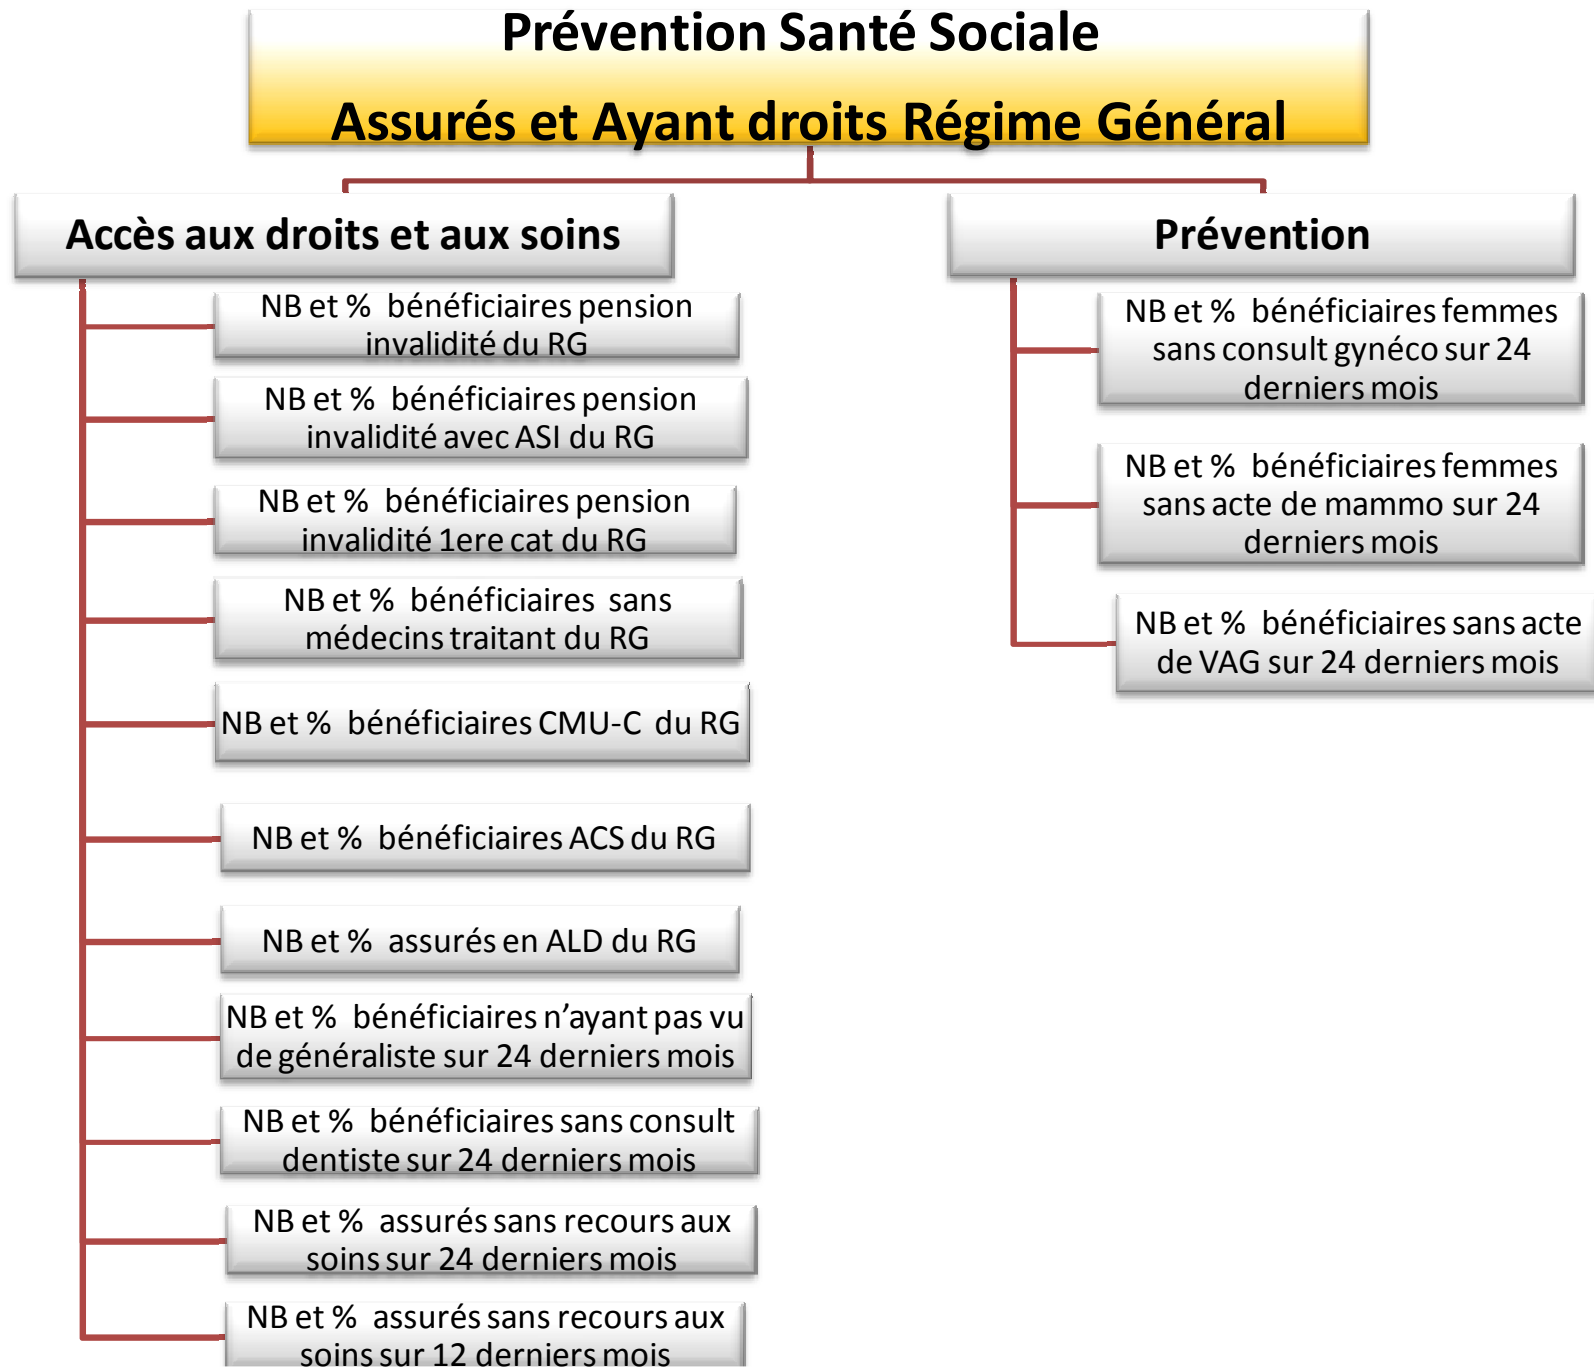 Prévention Santé Sociale
Assurés et Ayant droits Régime Général
Accès aux droits et aux soins
NB et % bénéficiaires pension
invalidité du RG
NB et % bénéficiaires pension
invalidité avec ASI du RG
NB et % bénéficiaires pension
invalidité 1ere cat du RG
NB et % bénéficiaires sans
médecins traitant du RG
NB et % bénéficiaires CMU-C du RG
NB et % bénéficiaires ACS du RG
NB et % assurés en ALD du RG
NB et % bénéficiaires n’ayant pas vu
de généraliste sur 24 derniers mois
NB et % bénéficiaires sans consult
dentiste sur 24 derniers mois
NB et % assurés sans recours aux
soins sur 24 derniers mois
NB et % assurés sans recours aux
soins sur 12 derniers mois
Prévention
NB et % bénéficiaires femmes
sans consult gynéco sur 24
derniers mois
NB et % bénéficiaires femmes
sans acte de mammo sur 24
derniers mois
NB et % bénéficiaires sans acte
de VAG sur 24 derniers mois